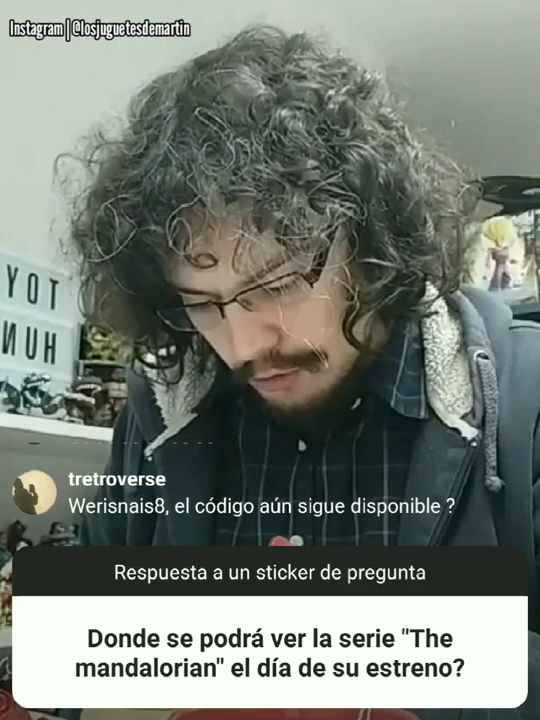 Instagram | @losjuguetesdemartin
TOY
HUN
tretroverse
Werisnais8, el código aún sigue disponible ?
Respuesta a un sticker de pregunta
Donde se podrá ver la serie "The
mandalorian" el día de su estreno?